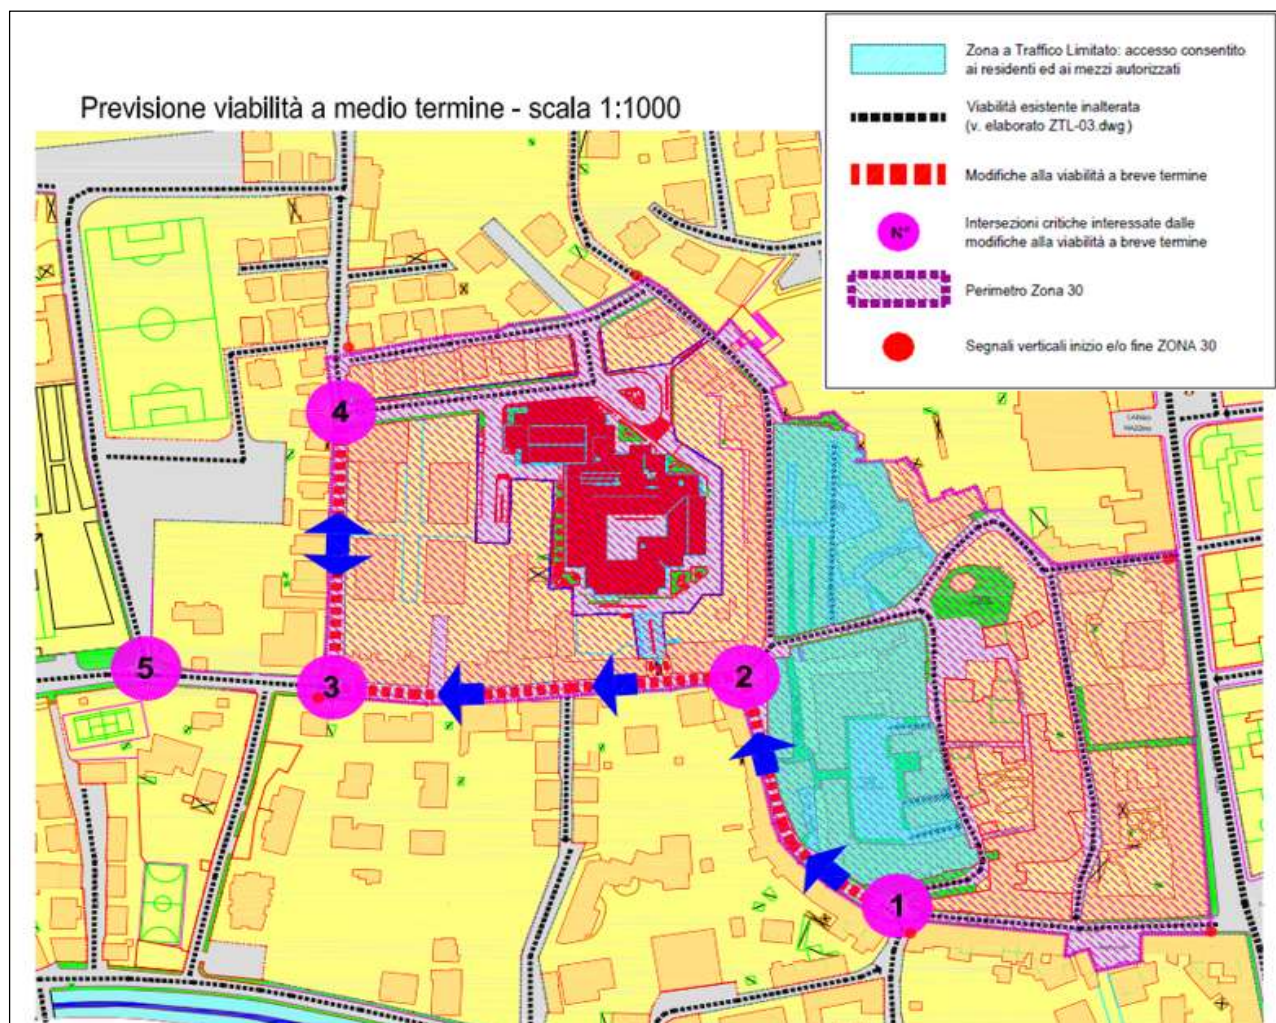 Zona a Traffico Limitato: accesso consentito
ai residenti ed ai mezzi autorizzati
Previsione viabilità a medio termine - scala 1:1000
Viabilità esistente inalterata
(v. elaborato ZTL-03.dwg)
Modifiche alla viabilità a breve termine
N°
Intersezioni critiche interessate dalle
modifiche alla viabilità a breve termine
Perimetro Zona 30
Segnali verticali inizio e/o fine ZONA 30
4
5
3
2
1